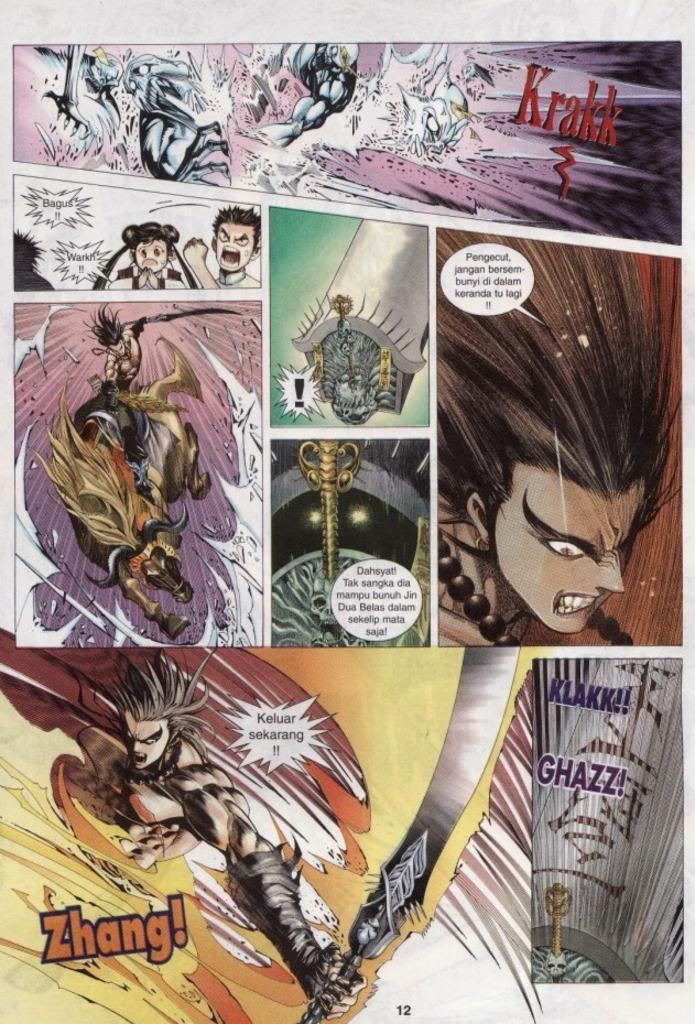 Krakk
Bagus
!!
Warkh
!!
!
Pengecut,
jangan bersem-
bunyi di dalam
keranda tu lagi
!!
Dahsyat!
Tak sangka dia
mampu bunuh Jin
Dua Belas dalam
sekelip mata
saja!
Keluar
sekarang
!!
Zhang!
KLAKK!!
GHAZZ!
12